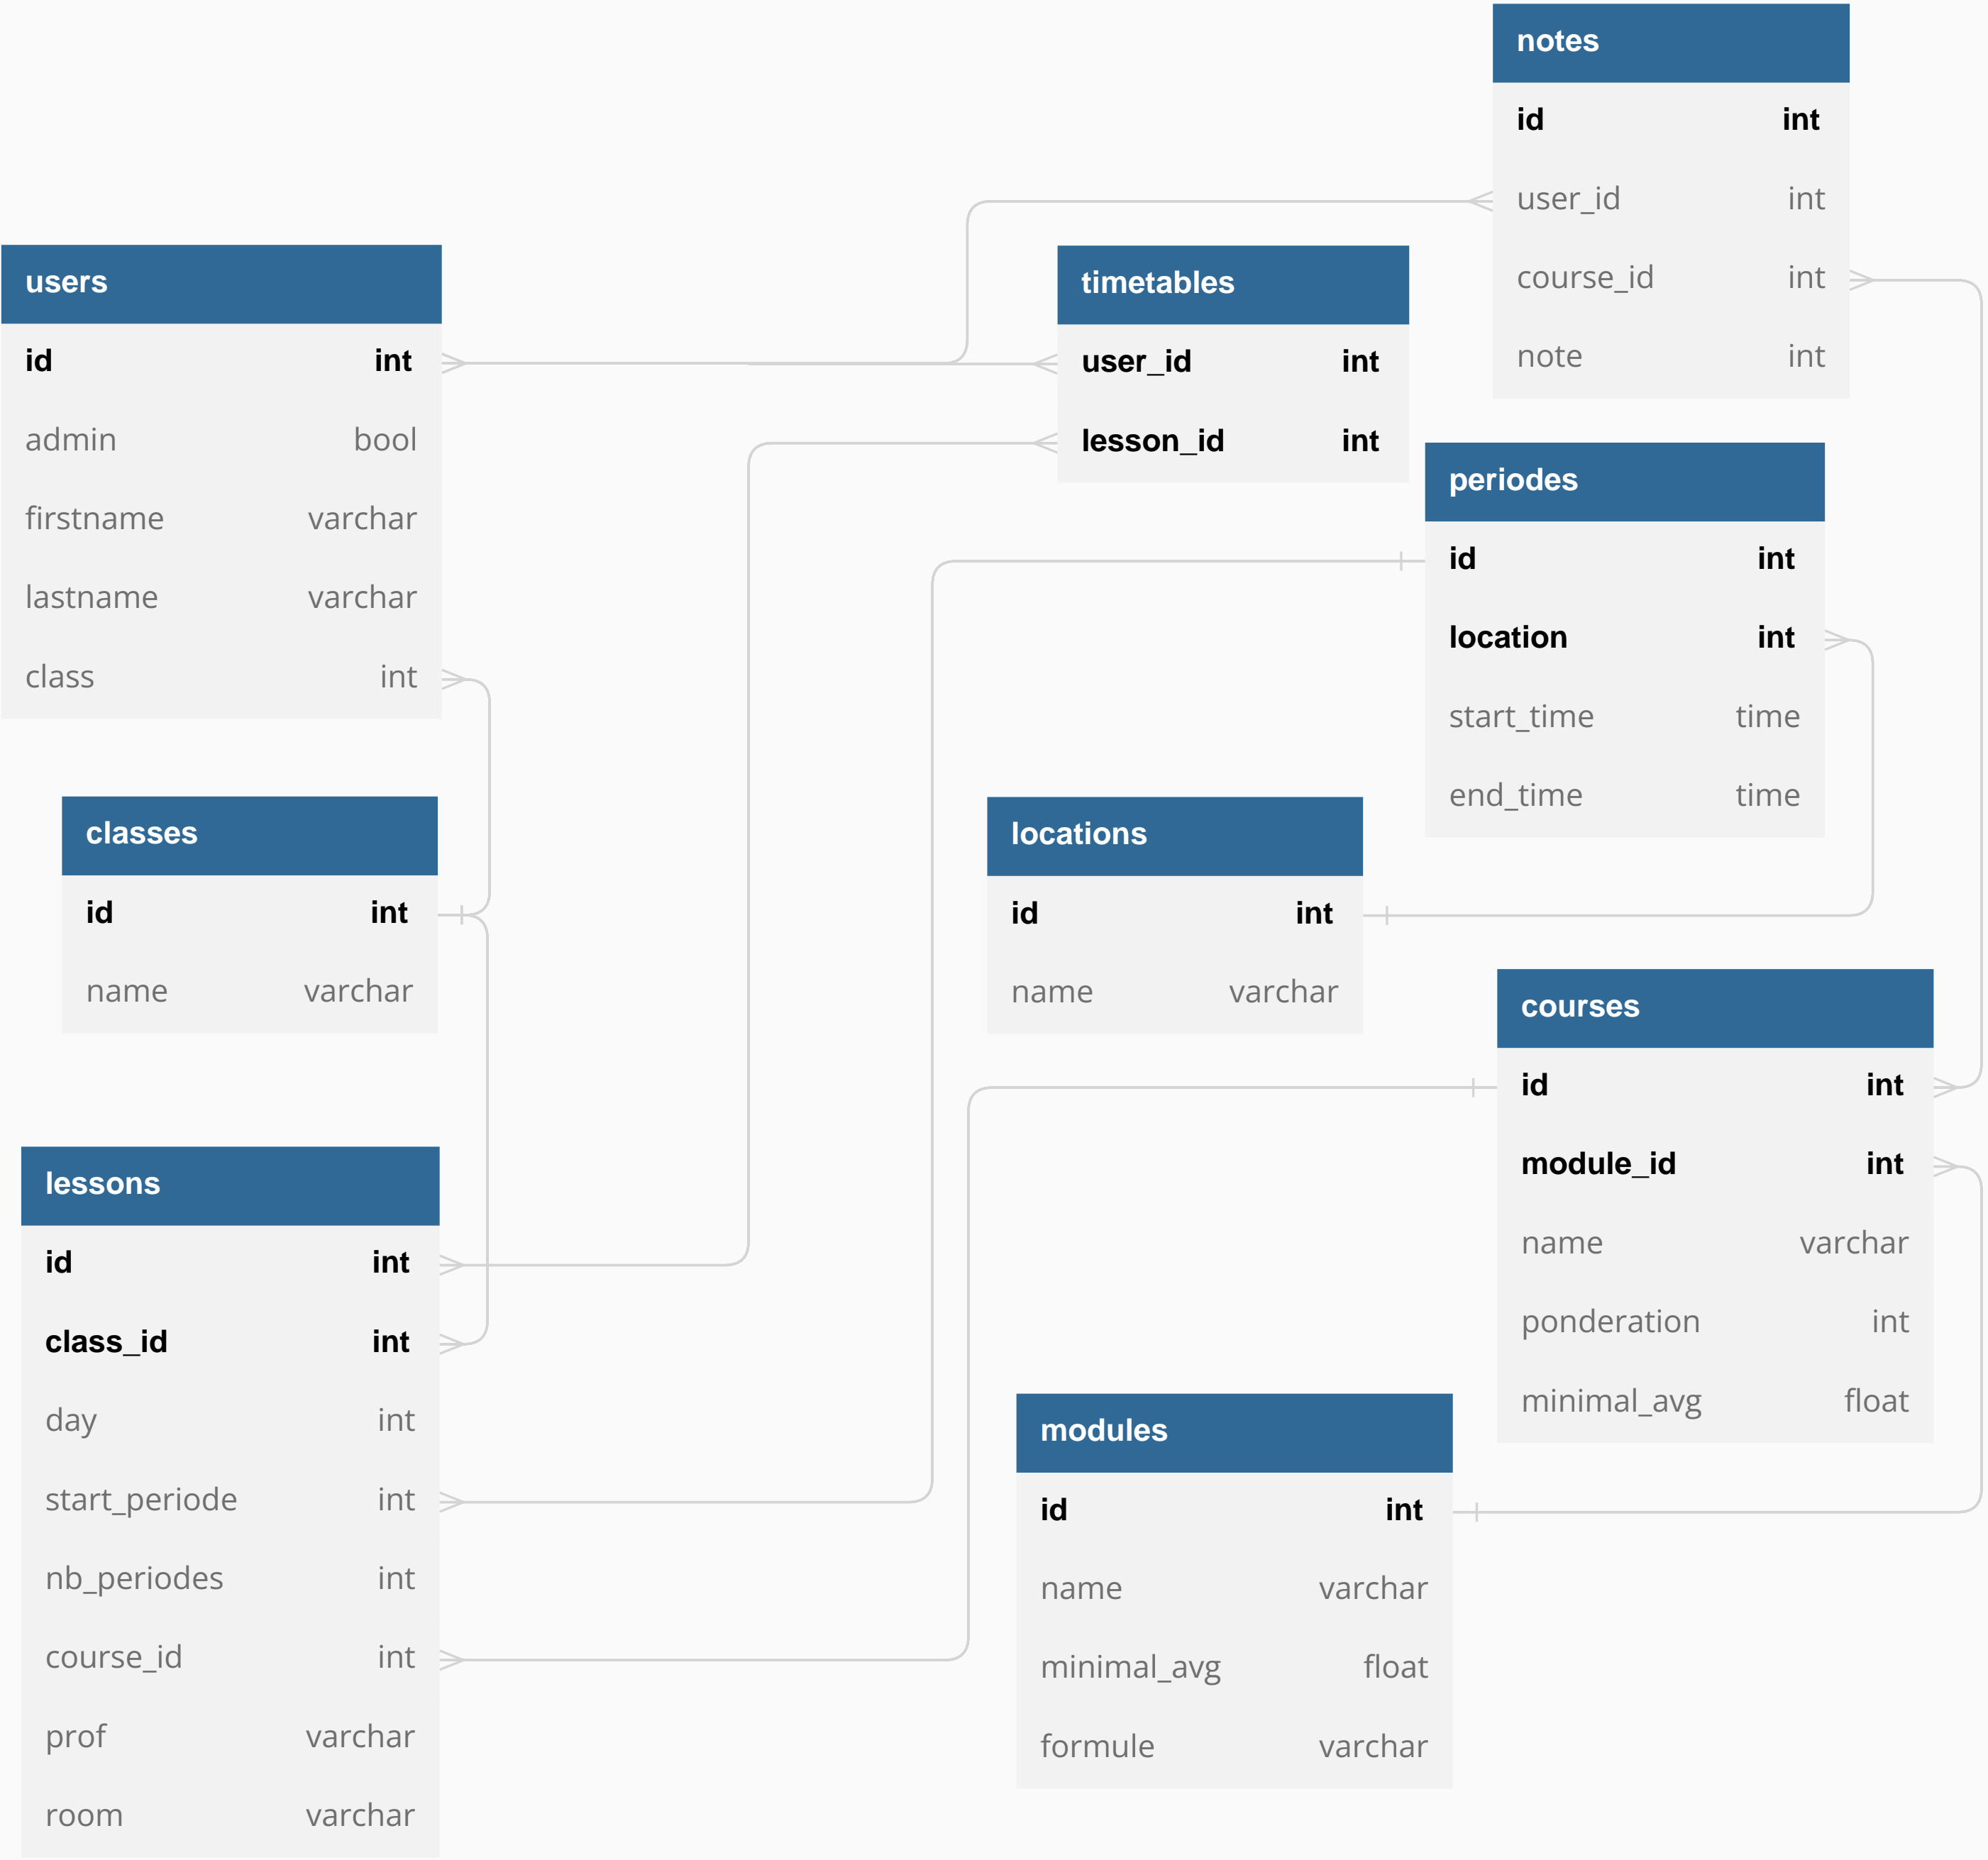 notes
id int
user_id int
course_id int
note int
users
id int
admin bool
firstname varchar
lastname varchar
class int
timetables
user_id int
lesson_id int
periodes
id int
location int
start_time time
end_time time
classes
id int
name varchar
locations
id int
name varchar
courses
id int
module_id int
name varchar
ponderation int
minimal_avg float
lessons
id int
class_id int
day int
start_periode int
nb_periodes int
course_id int
prof varchar
room varchar
modules
id int
name varchar
minimal_avg float
formule varchar